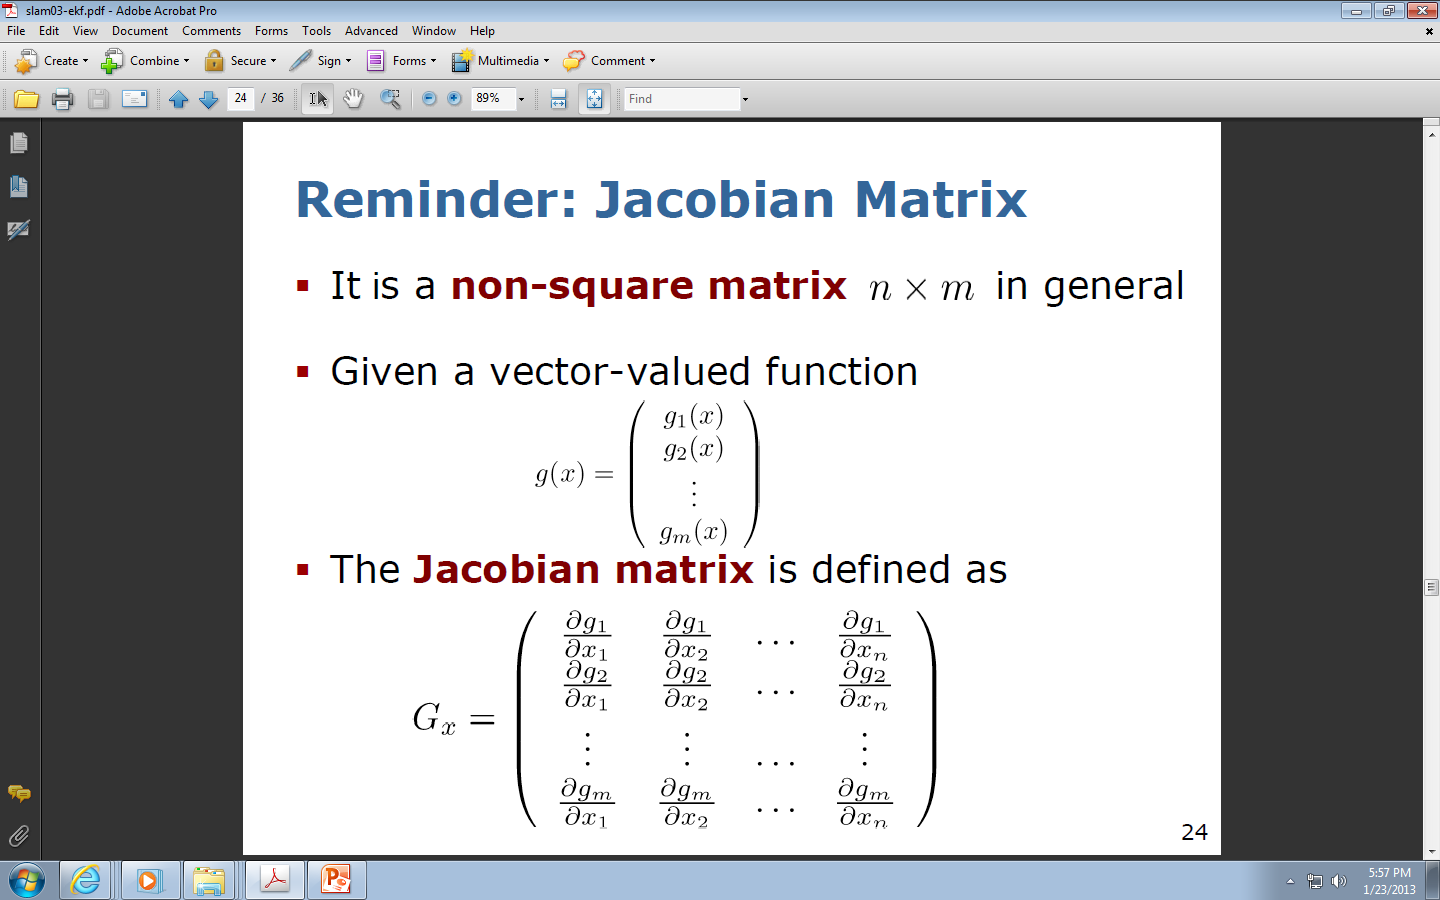 slam03-ekf.pdf - Adobe Acrobat Pro
File Edit View Document Comments Forms Tools Advanced Window Help
Create Combine Secure Sign Forms Multimedia Comment
24 / 36 89% Find
Reminder: Jacobian Matrix
▪ It is a non-square matrix n × m in general
▪ Given a vector-valued function
g(x) = ( g₁(x)
g₂(x)
⋮
gₘ(x) )
▪ The Jacobian matrix is defined as
Gₓ = ( ∂g₁/∂x₁ ∂g₁/∂x₂ ... ∂g₁/∂xₙ
∂g₂/∂x₁ ∂g₂/∂x₂ ... ∂g₂/∂xₙ
⋮ ⋮ ... ⋮
∂gₘ/∂x₁ ∂gₘ/∂x₂ ... ∂gₘ/∂xₙ )
24
5:57 PM
1/23/2013